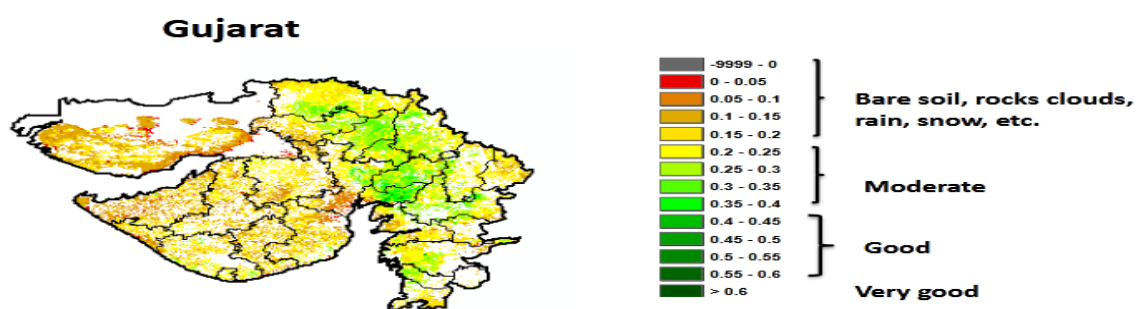 Gujarat
-9999 - 0
0 - 0.05
0.05 - 0.1
0.1 - 0.15
0.15 - 0.2
0.2 - 0.25
0.25 - 0.3
0.3 - 0.35
0.35 - 0.4
0.4 - 0.45
0.45 - 0.5
0.5 - 0.55
0.55 - 0.6
> 0.6
Bare soil, rocks clouds,
rain, snow, etc.
Moderate
Good
Very good